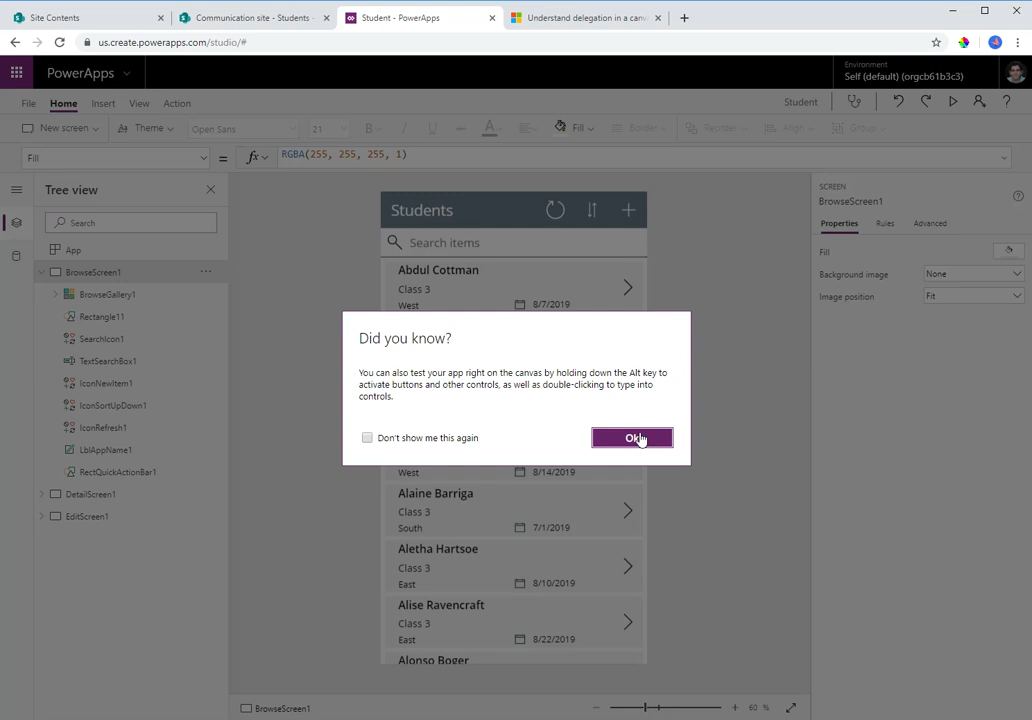 Site Contents
Communication site - Students -
Student - PowerApps
Understand delegation in a canv
us.create.powerapps.com/studio/#
PowerApps
Environment
Self (default) (orgcb61b3c3)
File Home Insert View Action
Student
New screen
Theme
Open Sans
21
B
Fill
Border
Reorder
Align
Group
Fill
=
fx
RGBA(255, 255, 255, 1)
Tree view
Search
App
BrowseScreen1
BrowseGallery1
Rectangle11
SearchIcon1
TextSearchBox1
IconNewItem1
IconSortUpDown1
IconRefresh1
LblAppName1
RectQuickActionBar1
DetailScreen1
EditScreen1
Students
Search items
Abdul Cottman
Class 3
West
8/7/2019
Did you know?
You can also test your app right on the canvas by holding down the Alt key to
activate buttons and other controls, as well as double-clicking to type into
controls.
Don't show me this again
Ok
West
8/14/2019
Alaine Barriga
Class 3
South
7/1/2019
Aletha Hartsoe
Class 3
East
8/10/2019
Alise Ravencraft
Class 3
East
8/22/2019
Alonso Boger
SCREEN
BrowseScreen1
Properties Rules Advanced
Fill
Background image
None
Image position
Fit
BrowseScreen1
60 %